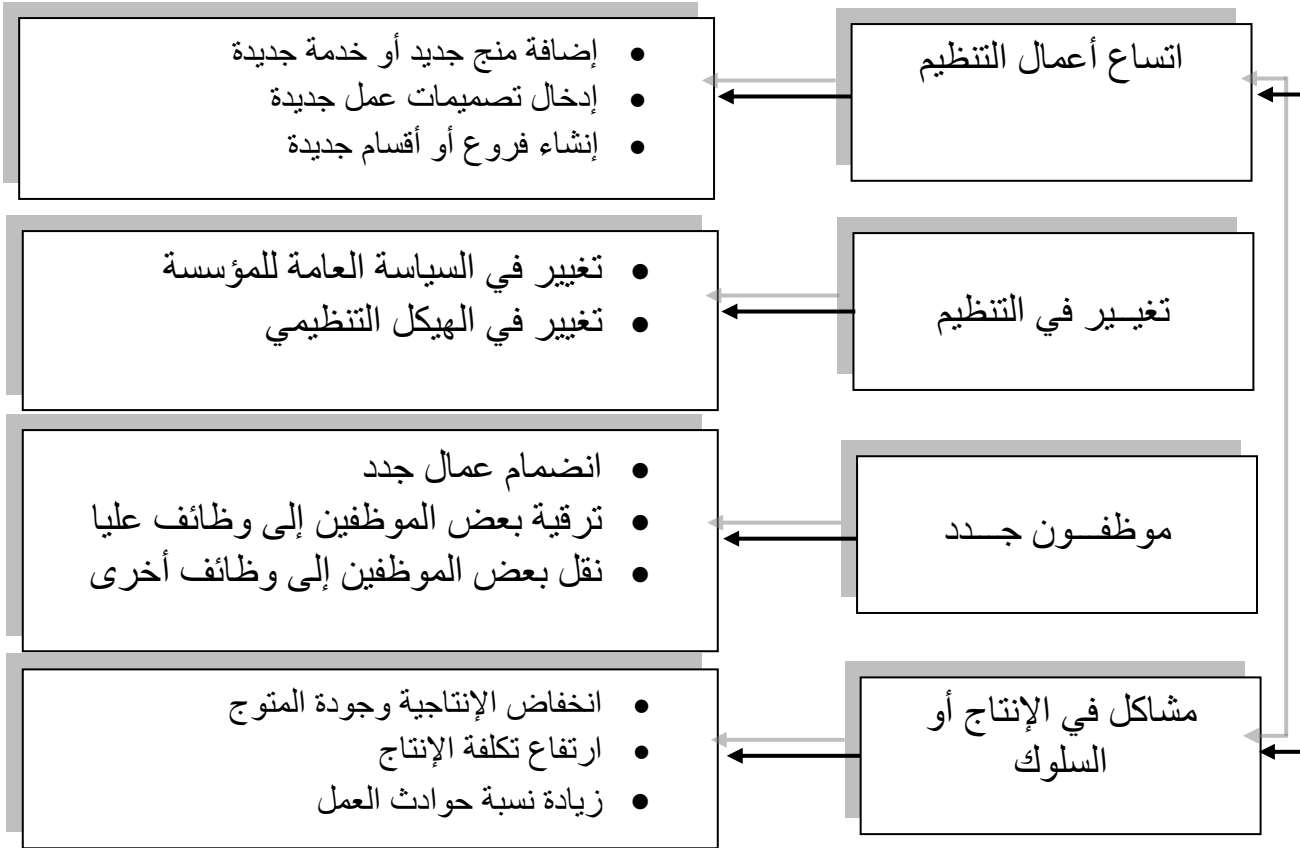 اتساع أعمال التنظيم
• إضافة منج جديد أو خدمة جديدة
• إدخال تصميمات عمل جديدة
• إنشاء فروع أو أقسام جديدة
تغيـــير في التنظيم
• تغيير في السياسة العامة للمؤسسة
• تغيير في الهيكل التنظيمي
موظفـــون جـــدد
• انضمام عمال جدد
• ترقية بعض الموظفين إلى وظائف عليا
• نقل بعض الموظفين إلى وظائف أخرى
مشاكل في الإنتاج أو
السلوك
• انخفاض الإنتاجية وجودة المتوج
• ارتفاع تكلفة الإنتاج
• زيادة نسبة حوادث العمل